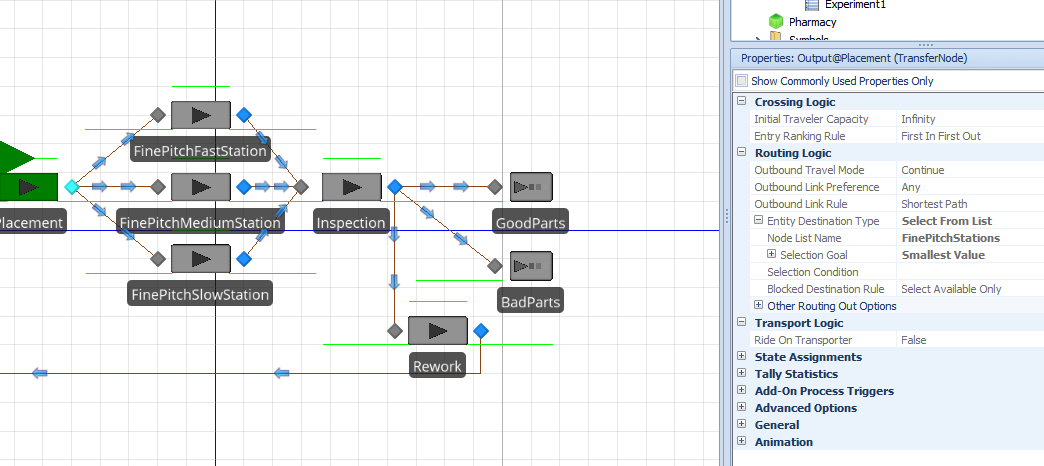 Experiment1
Pharmacy
Properties: Output@Placement (TransferNode)
Show Commonly Used Properties Only
Crossing Logic
Initial Traveler Capacity Infinity
Entry Ranking Rule First In First Out
Routing Logic
Outbound Travel Mode Continue
Outbound Link Preference Any
Outbound Link Rule Shortest Path
Entity Destination Type Select From List
Node List Name FinePitchStations
Selection Goal Smallest Value
Selection Condition
Blocked Destination Rule Select Available Only
Other Routing Out Options
Transport Logic
Ride On Transporter False
State Assignments
Tally Statistics
Add-On Process Triggers
Advanced Options
General
Animation
FinePitchFastStation
Placement
FinePitchMediumStation
Inspection
GoodParts
FinePitchSlowStation
BadParts
Rework